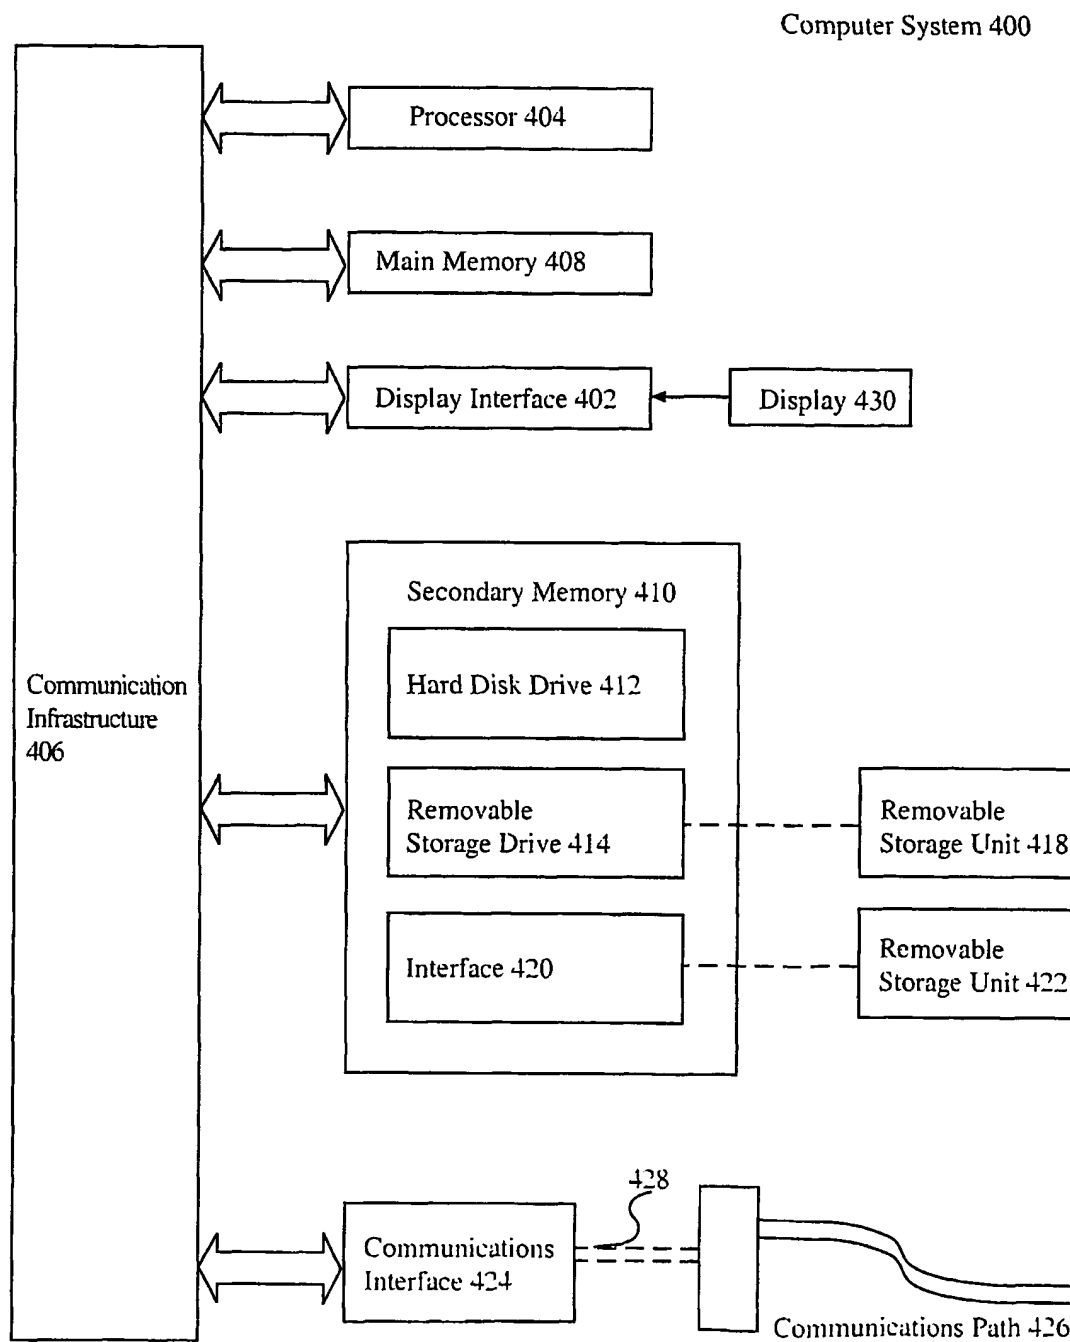 Computer System 400
Processor 404
Main Memory 408
Display Interface 402
Display 430
Secondary Memory 410
Hard Disk Drive 412
Communication
Infrastructure
406
Removable
Storage Drive 414
Removable
Storage Unit 418
Interface 420
Removable
Storage Unit 422
428
Communications
Interface 424
Communications Path 426